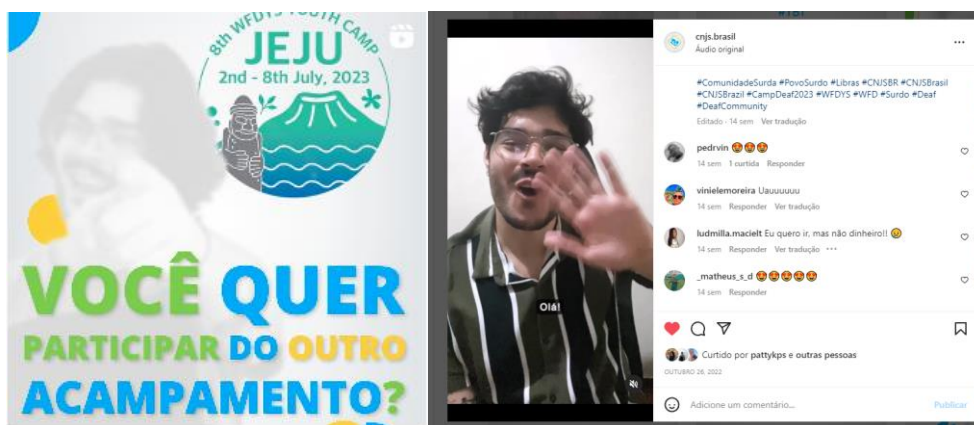 8th WFDYS YOUTH CAMP
JEJU
2nd - 8th July, 2023
VOCÊ QUER
PARTICIPAR DO OUTRO
ACAMPAMENTO?
Olá!
cnjs.brasil
Áudio original
#ComunidadeSurda #PovoSurdo #Libras #CNJSBR #CNJSBrasil
#CNJSBrazil #CampDeaf2023 #WFDYS #WFD #Surdo #Deaf
#DeafCommunity
Editado · 14 sem Ver tradução
pedrvin 😍😍😍
14 sem 1 curtida Responder
vinielemoreira Uauuuuuu
14 sem Responder Ver tradução
ludmilla.macielt Eu quero ir, mas não dinheiro!! 🥲
14 sem Responder Ver tradução
_matheus_s_d 😍😍😍😍😍
14 sem Responder
Curtido por pattykps e outras pessoas
OUTUBRO 26, 2022
Adicione um comentário...
Publicar